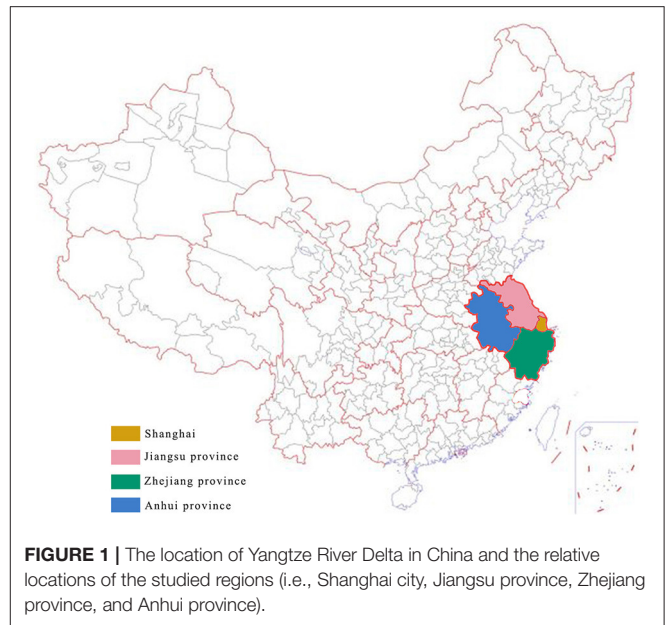 Shanghai
Jiangsu province
Zhejiang province
Anhui province
FIGURE 1 | The location of Yangtze River Delta in China and the relative
locations of the studied regions (i.e., Shanghai city, Jiangsu province, Zhejiang
province, and Anhui province).